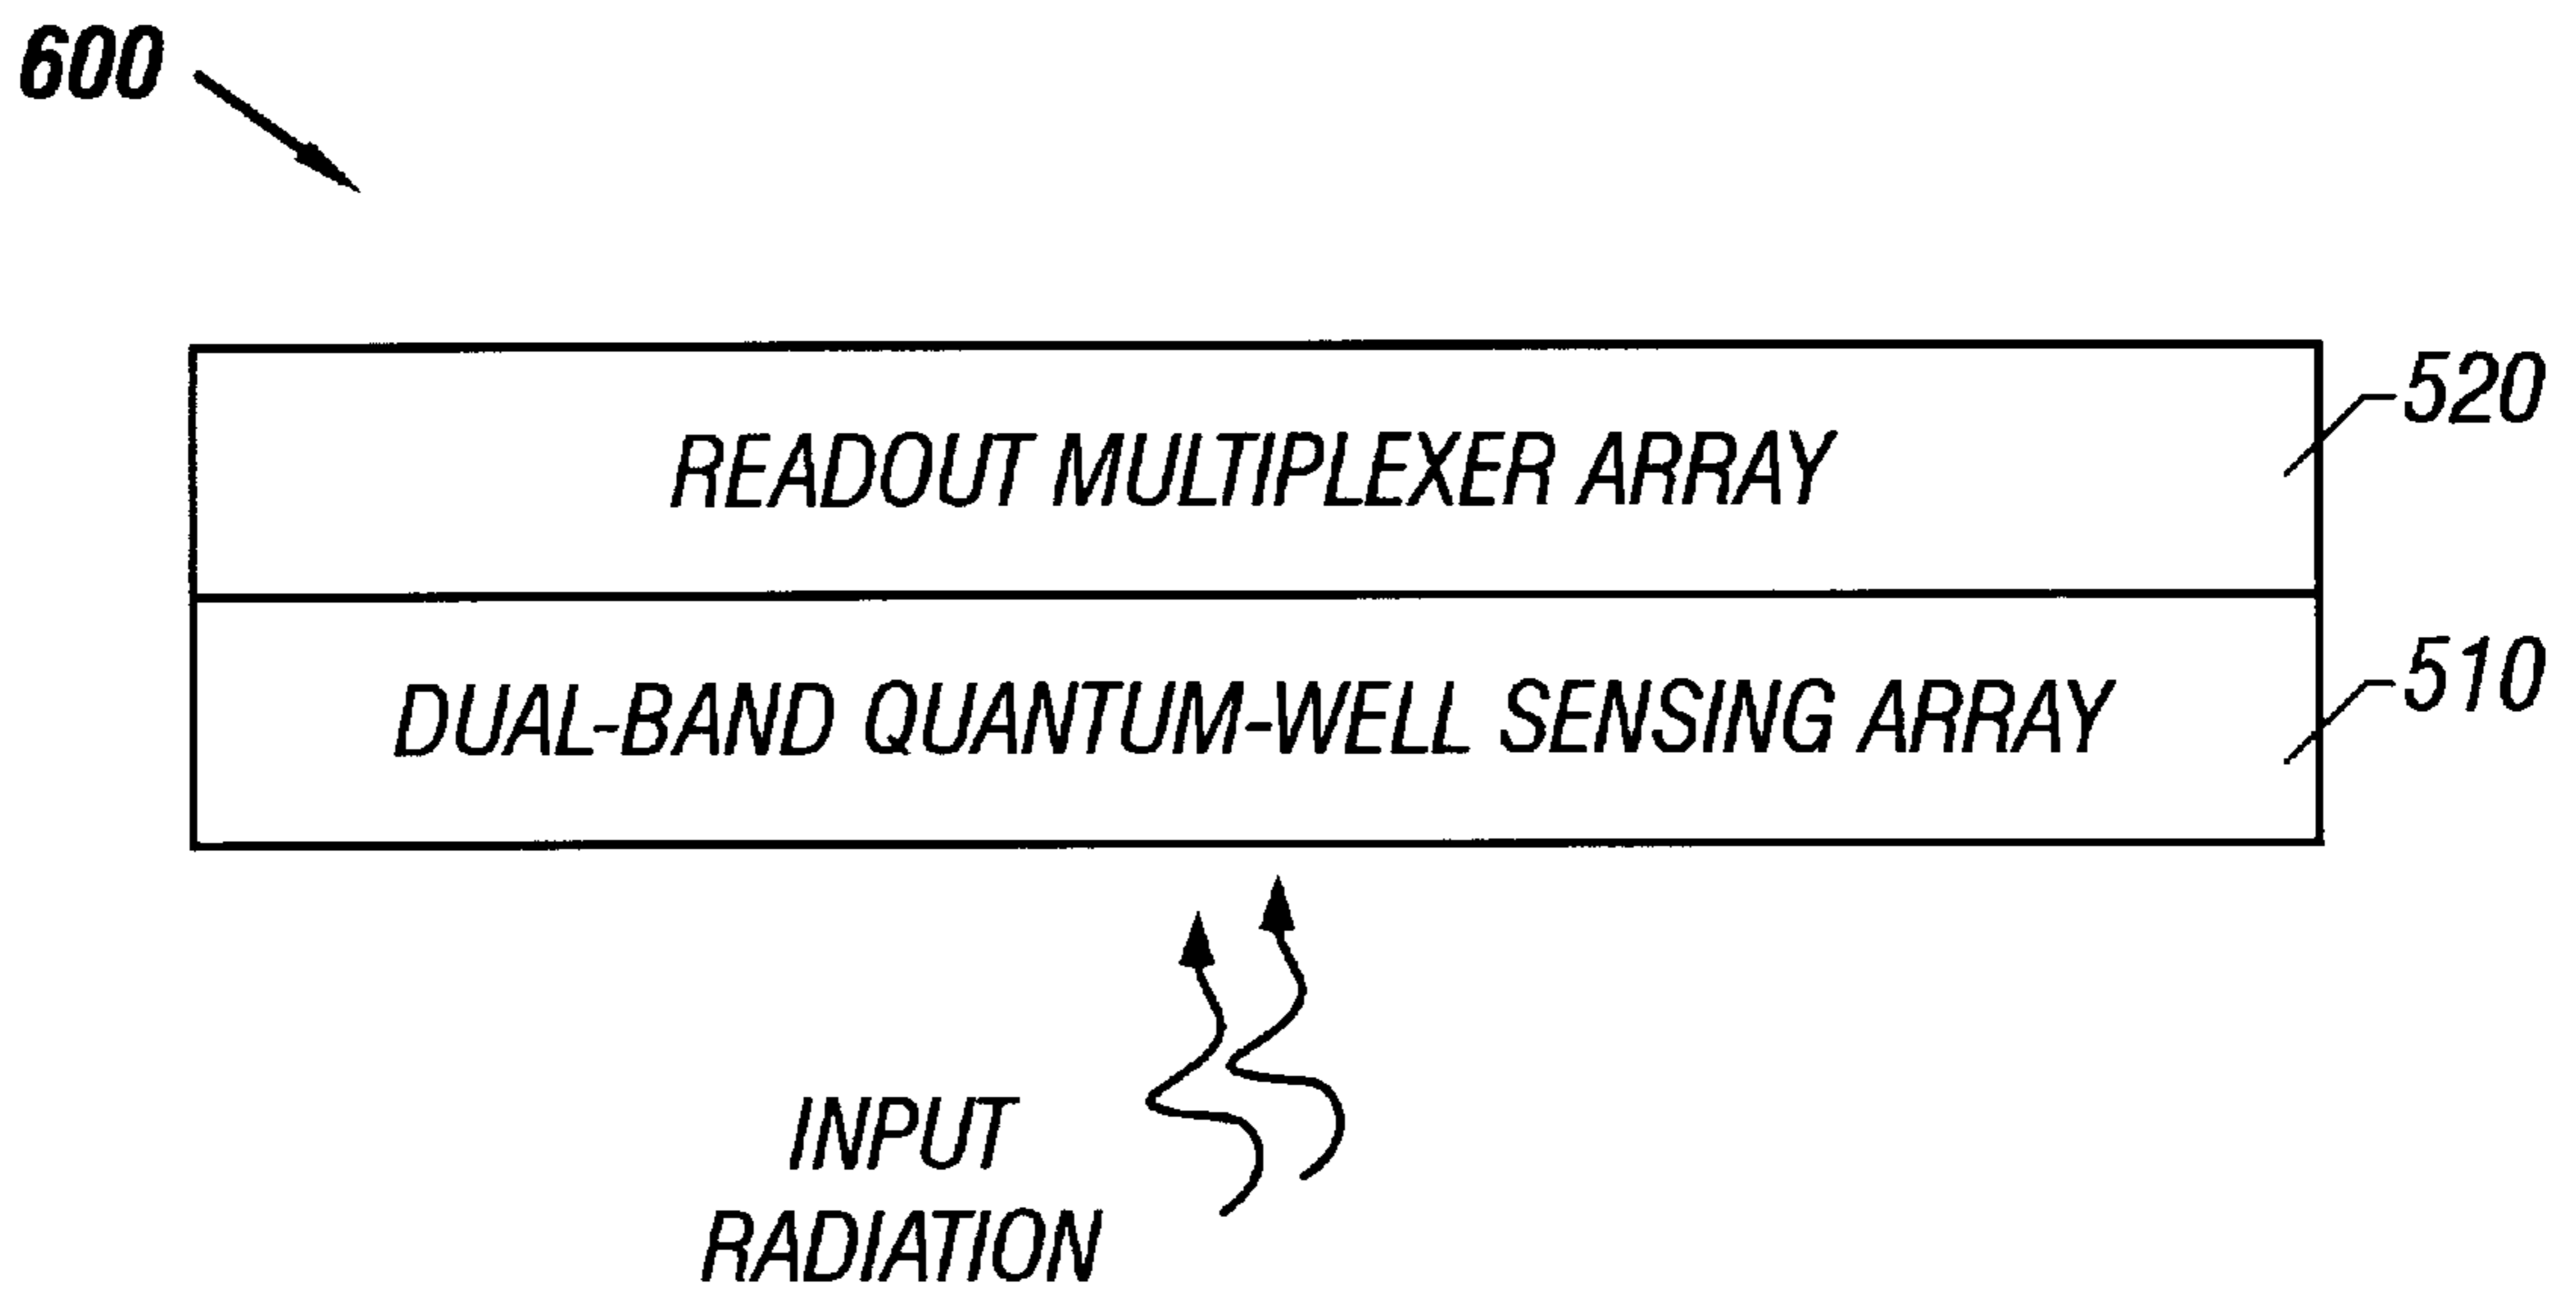 600
READOUT MULTIPLEXER ARRAY
520
DUAL-BAND QUANTUM-WELL SENSING ARRAY
510
INPUT
RADIATION